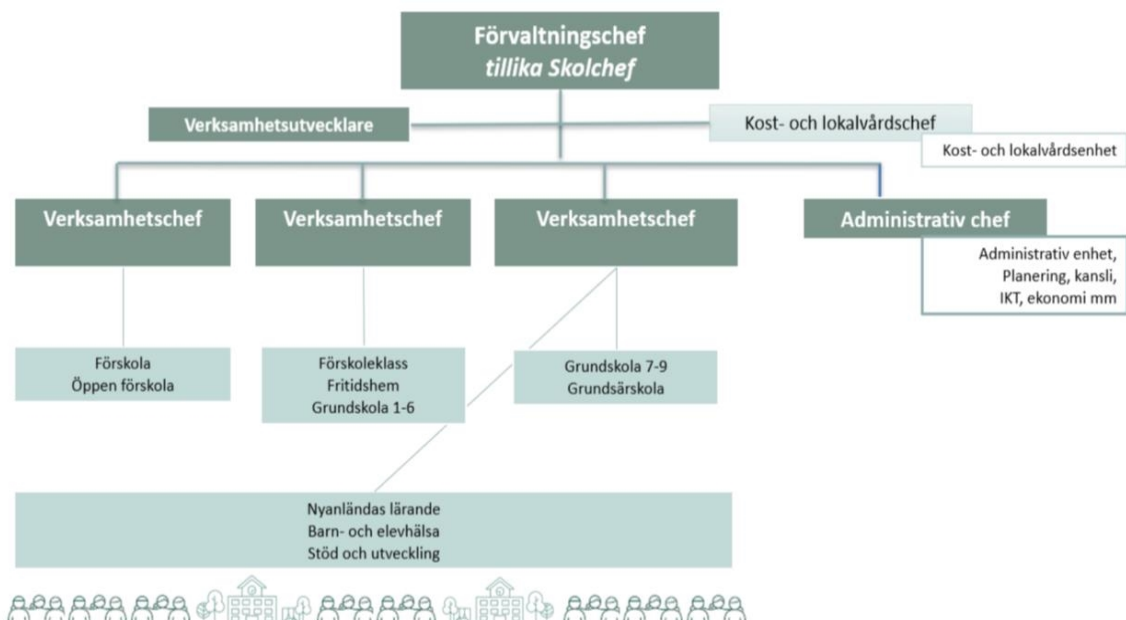 Förvaltningschef
tillika Skolchef
Verksamhetsutvecklare
Kost- och lokalvårdschef
Kost- och lokalvårdsenhet
Verksamhetschef
Verksamhetschef
Verksamhetschef
Administrativ chef
Administrativ enhet,
Planering, kansli,
IKT, ekonomi mm
Förskola
Öppen förskola
Förskoleklass
Fritidshem
Grundskola 1-6
Grundskola 7-9
Grundsärskola
Nyanländas lärande
Barn- och elevhälsa
Stöd och utveckling